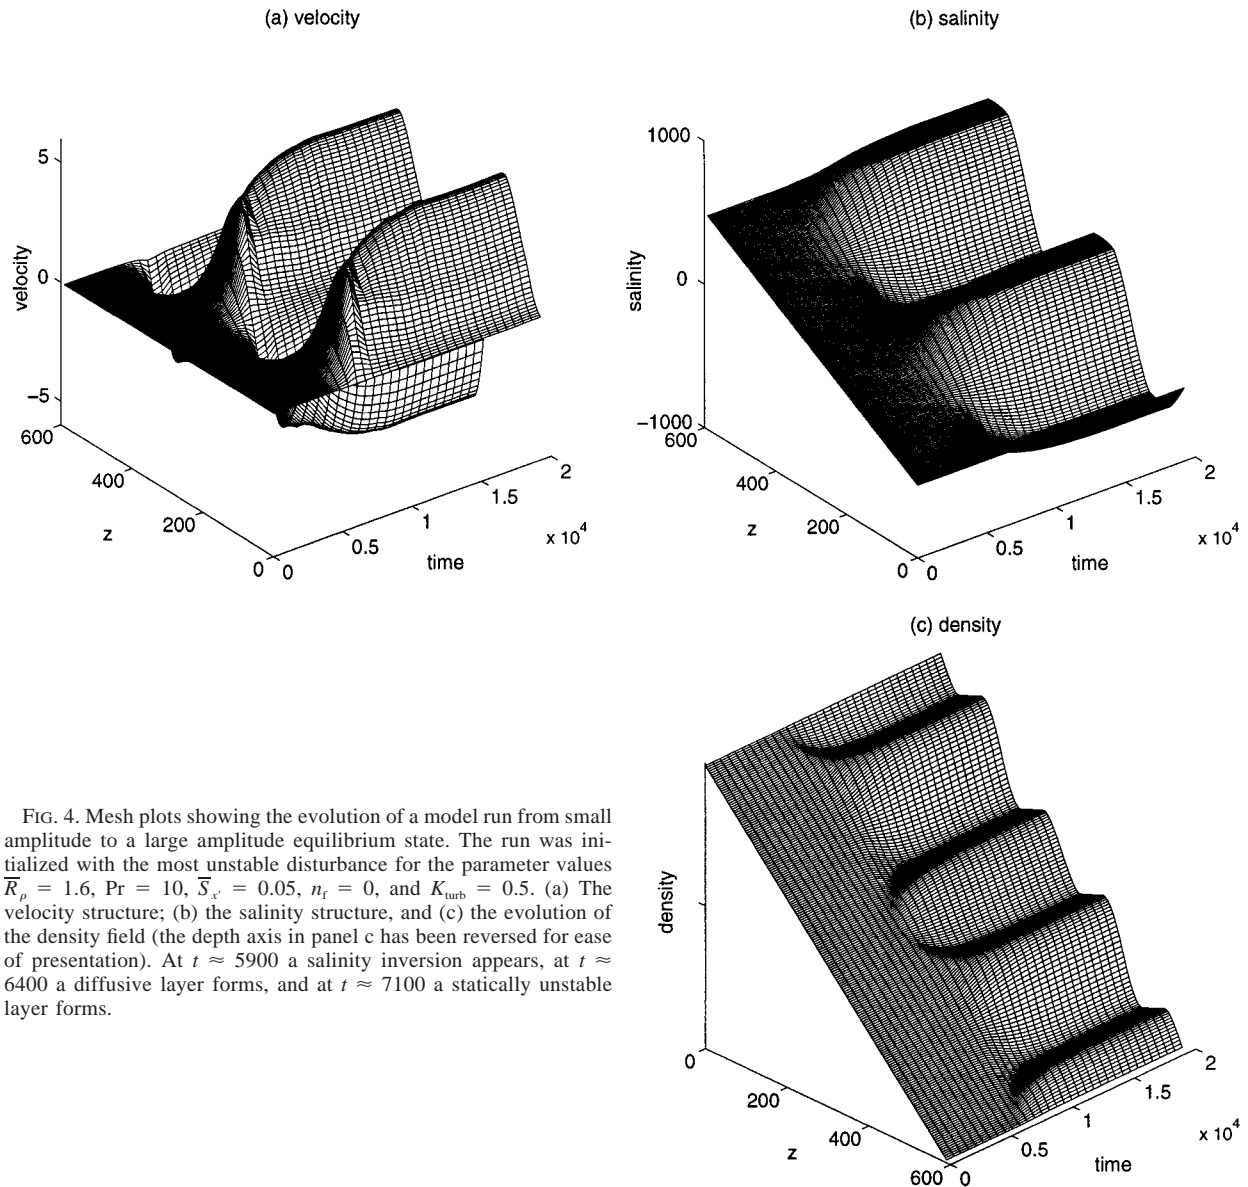 (a) velocity
5
0
−5
velocity
600
400
200
0
z
0
0.5
1
1.5
2
x 10^4
time
(b) salinity
1000
0
−1000
salinity
600
400
200
0
z
0
0.5
1
1.5
2
x 10^4
time
(c) density
density
0
200
400
600
z
0
0.5
1
1.5
2
x 10^4
time
FIG. 4. Mesh plots showing the evolution of a model run from small
amplitude to a large amplitude equilibrium state. The run was ini-
tialized with the most unstable disturbance for the parameter values
R̅ρ = 1.6, Pr = 10, S̅x′ = 0.05, nf = 0, and Kturb = 0.5. (a) The
velocity structure; (b) the salinity structure, and (c) the evolution of
the density field (the depth axis in panel c has been reversed for ease
of presentation). At t ≈ 5900 a salinity inversion appears, at t ≈
6400 a diffusive layer forms, and at t ≈ 7100 a statically unstable
layer forms.